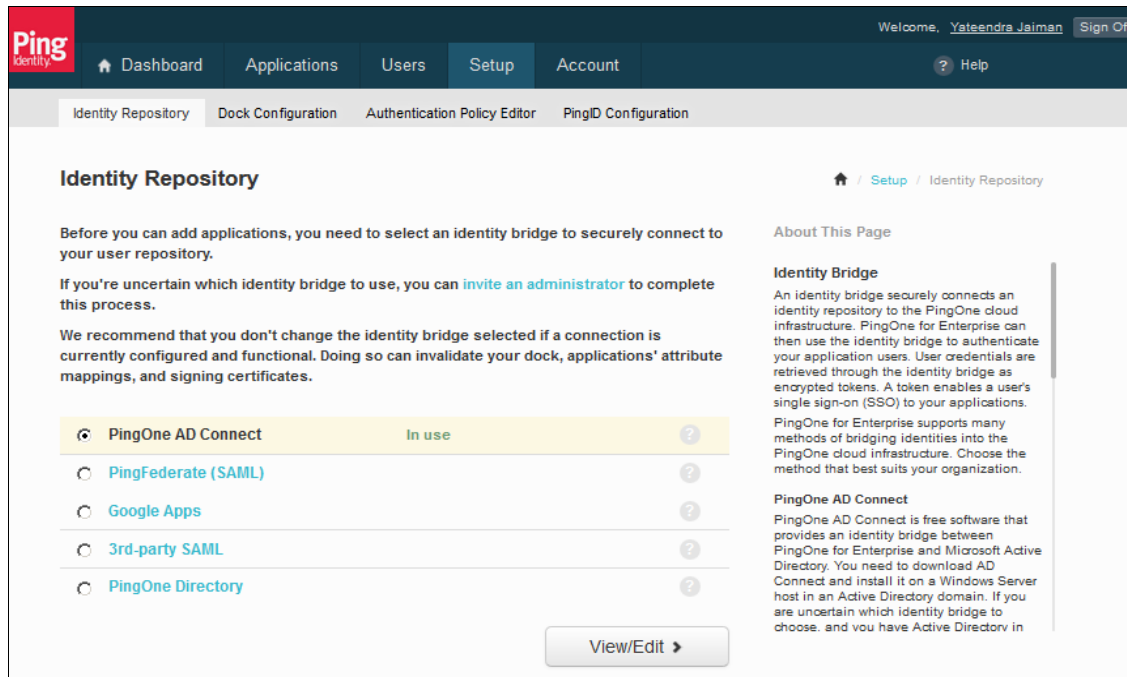 Welcome, Yateendra Jaiman Sign Of
Ping
Identity.
Dashboard Applications Users Setup Account ? Help
Identity Repository Dock Configuration Authentication Policy Editor PingID Configuration
Identity Repository
/ Setup / Identity Repository
Before you can add applications, you need to select an identity bridge to securely connect to
your user repository.
If you're uncertain which identity bridge to use, you can invite an administrator to complete
this process.
We recommend that you don't change the identity bridge selected if a connection is
currently configured and functional. Doing so can invalidate your dock, applications' attribute
mappings, and signing certificates.
PingOne AD Connect In use ?
PingFederate (SAML) ?
Google Apps ?
3rd-party SAML ?
PingOne Directory ?
View/Edit
About This Page
Identity Bridge
An identity bridge securely connects an
identity repository to the PingOne cloud
infrastructure. PingOne for Enterprise can
then use the identity bridge to authenticate
your application users. User credentials are
retrieved through the identity bridge as
encrypted tokens. A token enables a user's
single sign-on (SSO) to your applications.
PingOne for Enterprise supports many
methods of bridging identities into the
PingOne cloud infrastructure. Choose the
method that best suits your organization.
PingOne AD Connect
PingOne AD Connect is free software that
provides an identity bridge between
PingOne for Enterprise and Microsoft Active
Directory. You need to download AD
Connect and install it on a Windows Server
host in an Active Directory domain. If you
are uncertain which identity bridge to
choose, and you have Active Directory in